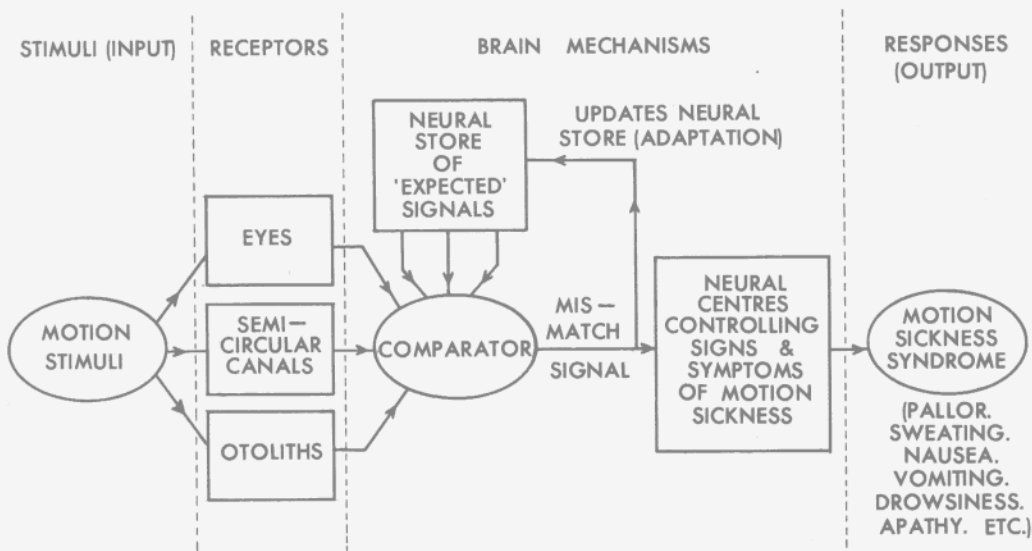 STIMULI (INPUT)
RECEPTORS
BRAIN MECHANISMS
RESPONSES
(OUTPUT)
NEURAL
STORE
OF
'EXPECTED'
SIGNALS
UPDATES NEURAL
STORE (ADAPTATION)
EYES
MOTION
STIMULI
SEMI—
CIRCULAR
CANALS
OTOLITHS
COMPARATOR
MIS—
MATCH
SIGNAL
NEURAL
CENTRES
CONTROLLING
SIGNS &
SYMPTOMS
OF MOTION
SICKNESS
MOTION
SICKNESS
SYNDROME
(PALLOR.
SWEATING.
NAUSEA.
VOMITING.
DROWSINESS.
APATHY. ETC.)